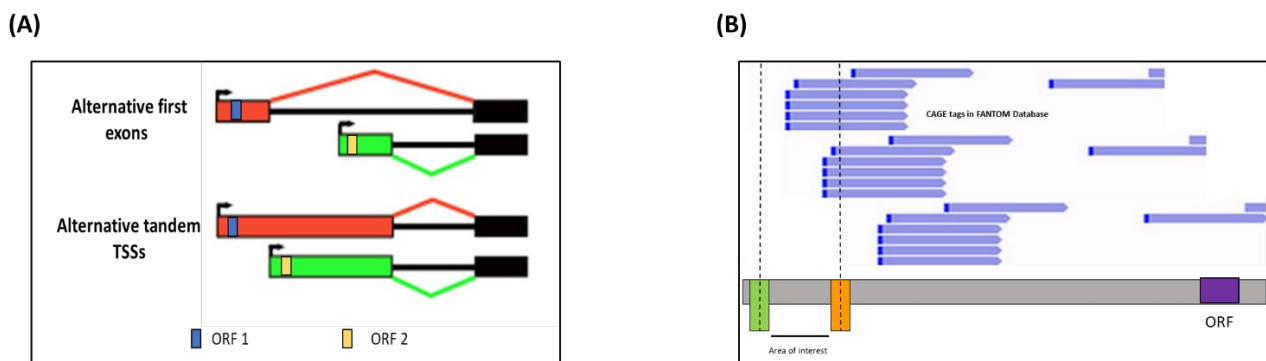 (A)
Alternative first
exons
Alternative tandem
TSSs
ORF 1
ORF 2
(B)
CAGE tags in FANTOM Database
ORF
Area of interest